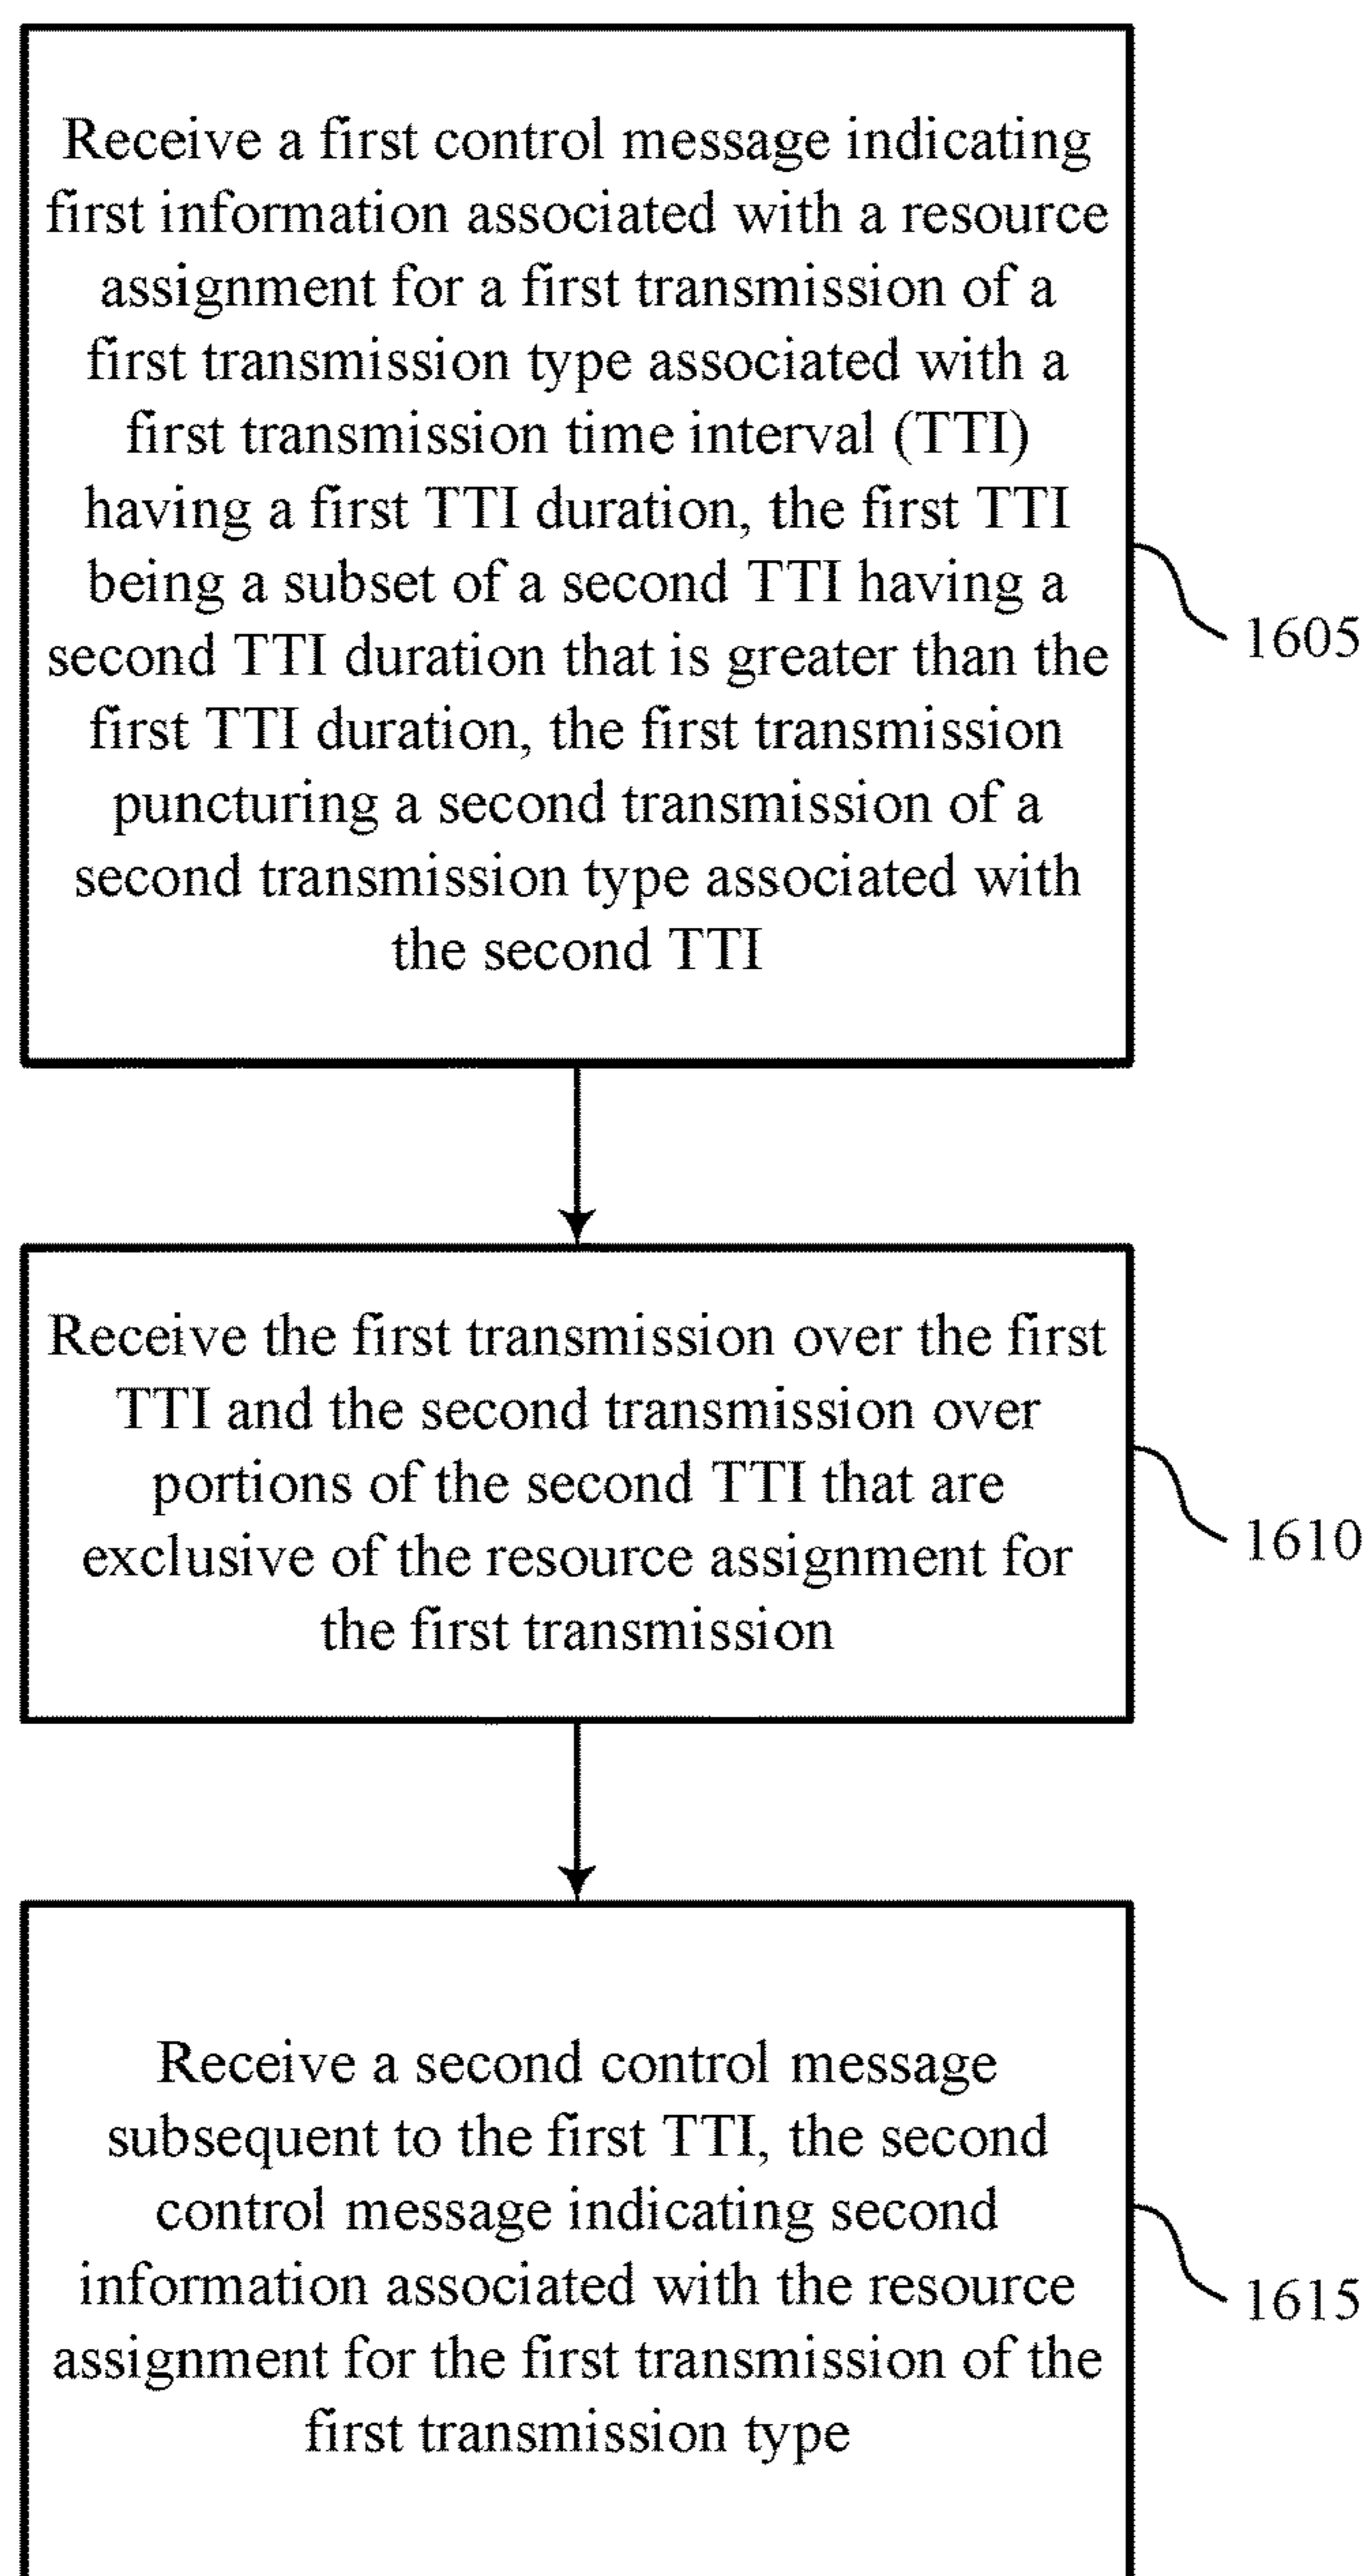 Receive a first control message indicating
first information associated with a resource
assignment for a first transmission of a
first transmission type associated with a
first transmission time interval (TTI)
having a first TTI duration, the first TTI
being a subset of a second TTI having a
second TTI duration that is greater than the
first TTI duration, the first transmission
puncturing a second transmission of a
second transmission type associated with
the second TTI
1605
Receive the first transmission over the first
TTI and the second transmission over
portions of the second TTI that are
exclusive of the resource assignment for
the first transmission
1610
Receive a second control message
subsequent to the first TTI, the second
control message indicating second
information associated with the resource
assignment for the first transmission of the
first transmission type
1615